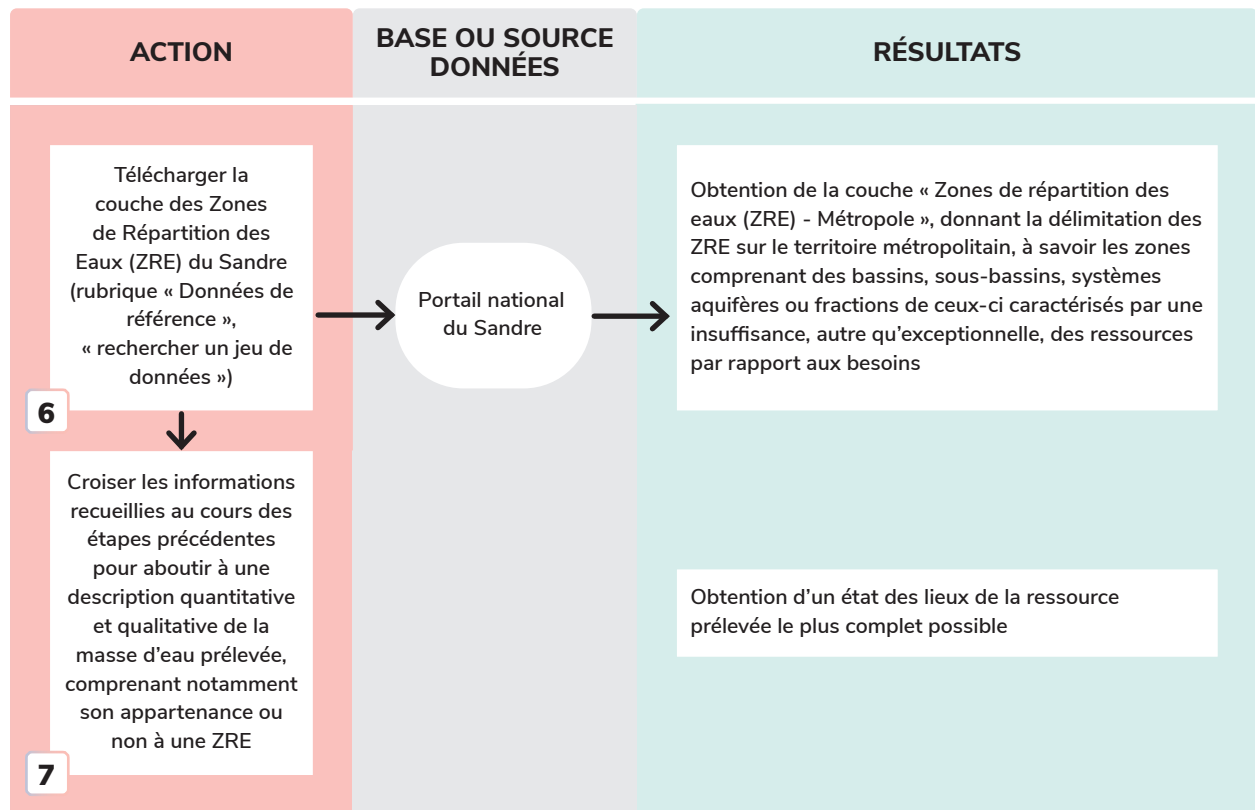 ACTION
BASE OU SOURCE
DONNÉES
RÉSULTATS
Télécharger la
couche des Zones
de Répartition des
Eaux (ZRE) du Sandre
(rubrique « Données de
référence »,
« rechercher un jeu de
données »)
6
Portail national
du Sandre
Obtention de la couche « Zones de répartition des
eaux (ZRE) - Métropole », donnant la délimitation des
ZRE sur le territoire métropolitain, à savoir les zones
comprenant des bassins, sous-bassins, systèmes
aquifères ou fractions de ceux-ci caractérisés par une
insuffisance, autre qu’exceptionnelle, des ressources
par rapport aux besoins
Croiser les informations
recueillies au cours des
étapes précédentes
pour aboutir à une
description quantitative
et qualitative de la
masse d’eau prélevée,
comprenant notamment
son appartenance ou
non à une ZRE
7
Obtention d’un état des lieux de la ressource
prélevée le plus complet possible